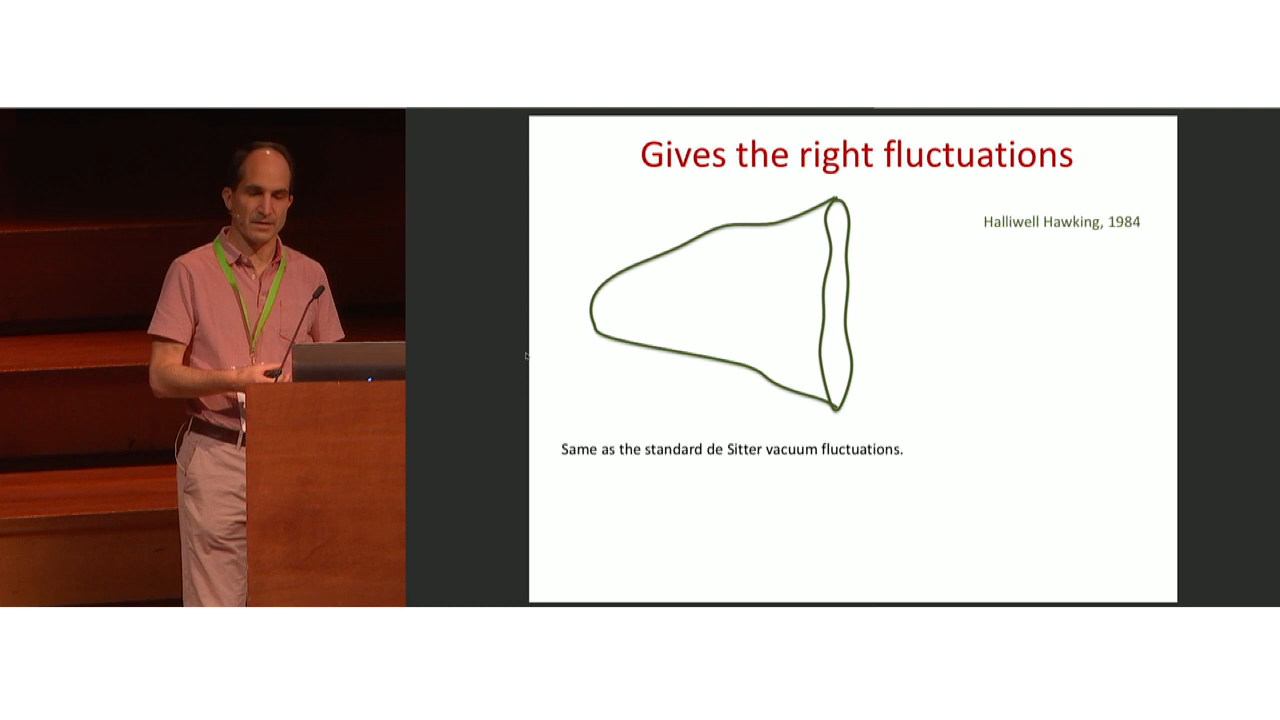 Gives the right fluctuations
Halliwell Hawking, 1984
Same as the standard de Sitter vacuum fluctuations.